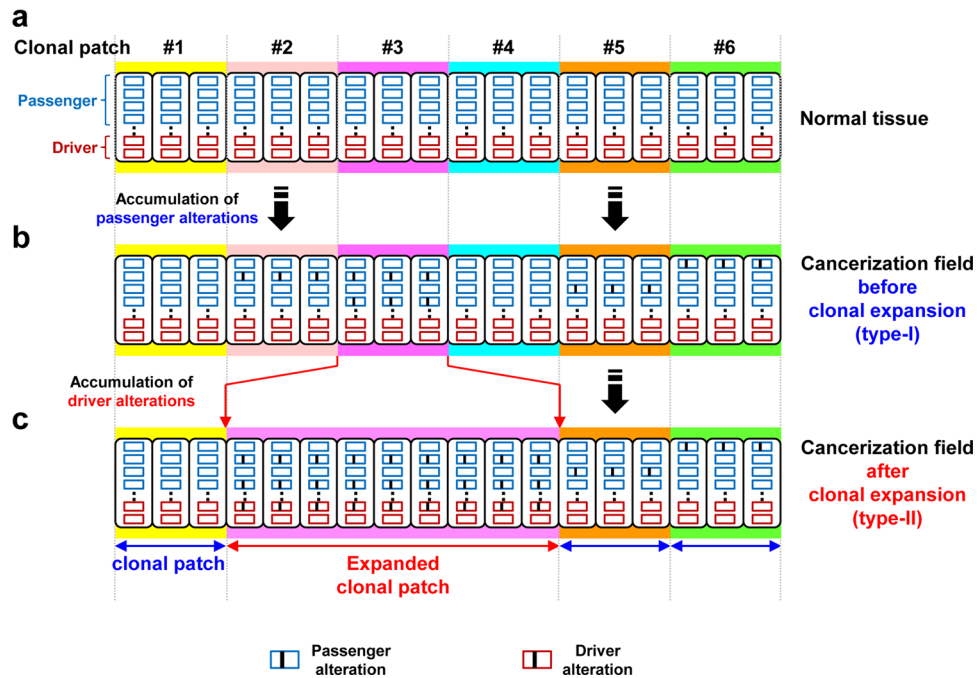 a
Clonal patch #1 #2 #3 #4 #5 #6
Passenger
Driver
Normal tissue
Accumulation of
passenger alterations
b
Cancerization field
before
clonal expansion
(type-I)
Accumulation of
driver alterations
c
Cancerization field
after
clonal expansion
(type-II)
clonal patch
Expanded
clonal patch
Passenger
alteration
Driver
alteration